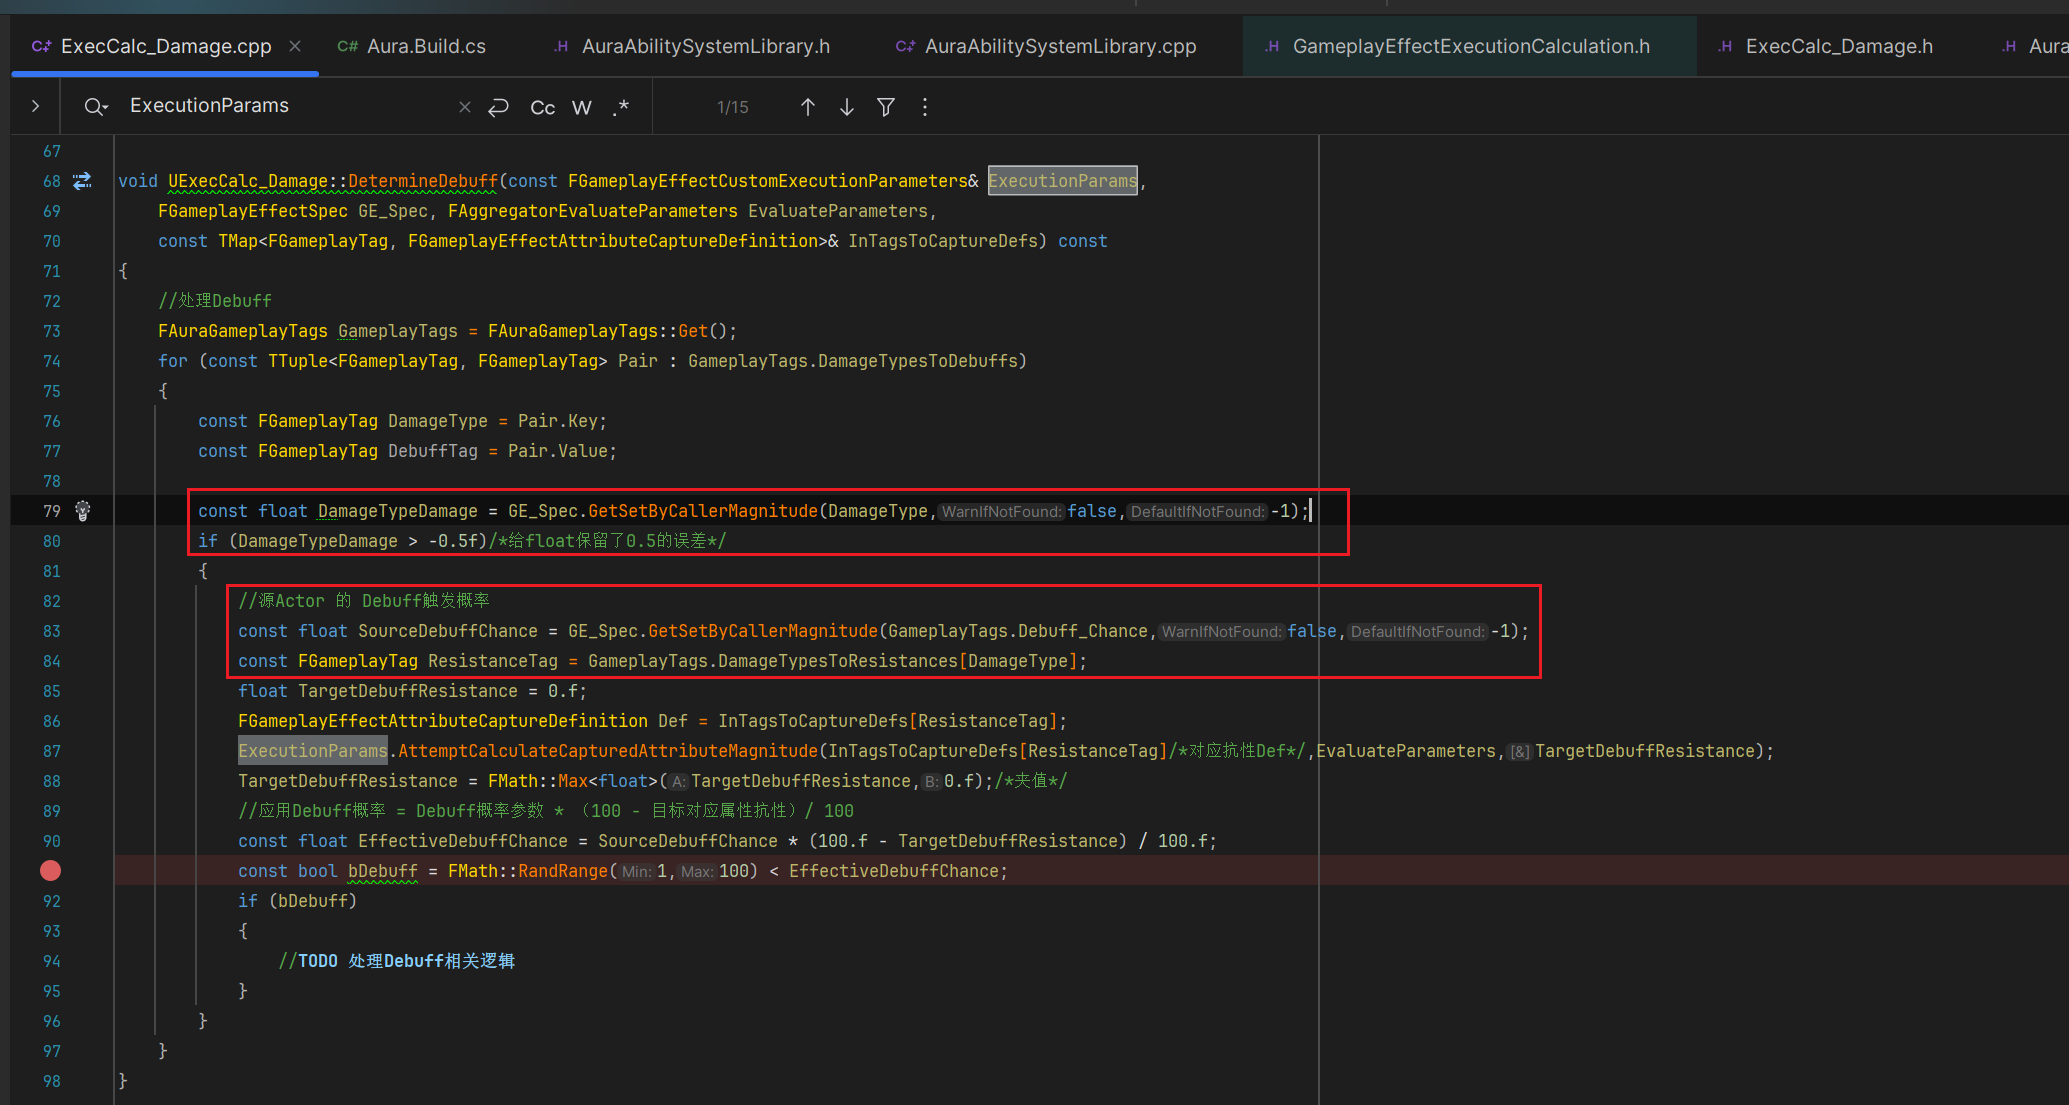 C++ ExecCalc_Damage.cpp × C# Aura.Build.cs .H AuraAbilitySystemLibrary.h C++ AuraAbilitySystemLibrary.cpp .H GameplayEffectExecutionCalculation.h .H ExecCalc_Damage.h .H Aura
ExecutionParams × Cc W .* 1/15
67
68 void UExecCalc_Damage::DetermineDebuff(const FGameplayEffectCustomExecutionParameters& ExecutionParams,
69 FGameplayEffectSpec GE_Spec, FAggregatorEvaluateParameters EvaluateParameters,
70 const TMap<FGameplayTag, FGameplayEffectAttributeCaptureDefinition>& InTagsToCaptureDefs) const
71 {
72 //处理Debuff
73 FAuraGameplayTags GameplayTags = FAuraGameplayTags::Get();
74 for (const TTuple<FGameplayTag, FGameplayTag> Pair : GameplayTags.DamageTypesToDebuffs)
75 {
76 const FGameplayTag DamageType = Pair.Key;
77 const FGameplayTag DebuffTag = Pair.Value;
78
79 const float DamageTypeDamage = GE_Spec.GetSetByCallerMagnitude(DamageType, WarnIfNotFound: false, DefaultIfNotFound: -1);
80 if (DamageTypeDamage > -0.5f)/*给float保留了0.5的误差*/
81 {
82 //源Actor 的 Debuff触发概率
83 const float SourceDebuffChance = GE_Spec.GetSetByCallerMagnitude(GameplayTags.Debuff_Chance, WarnIfNotFound: false, DefaultIfNotFound: -1);
84 const FGameplayTag ResistanceTag = GameplayTags.DamageTypesToResistances[DamageType];
85 float TargetDebuffResistance = 0.f;
86 FGameplayEffectAttributeCaptureDefinition Def = InTagsToCaptureDefs[ResistanceTag];
87 ExecutionParams.AttemptCalculateCapturedAttributeMagnitude(InTagsToCaptureDefs[ResistanceTag]/*对应抗性Def*/,EvaluateParameters, [&] TargetDebuffResistance);
88 TargetDebuffResistance = FMath::Max<float>( A: TargetDebuffResistance, B: 0.f);/*夹值*/
89 //应用Debuff概率 = Debuff概率参数 * （100 - 目标对应属性抗性）/ 100
90 const float EffectiveDebuffChance = SourceDebuffChance * (100.f - TargetDebuffResistance) / 100.f;
const bool bDebuff = FMath::RandRange( Min: 1, Max: 100) < EffectiveDebuffChance;
92 if (bDebuff)
93 {
94 //TODO 处理Debuff相关逻辑
95 }
96 }
97 }
98 }